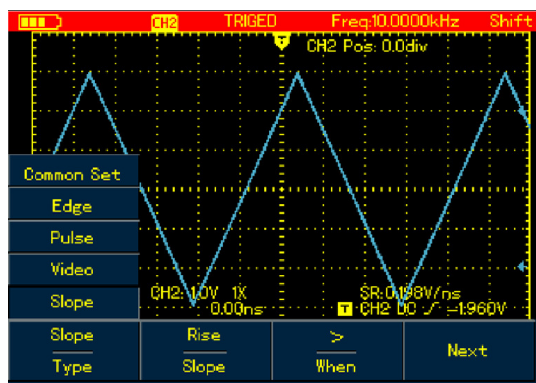 CH2 TRIGED Freq:10.0000kHz Shift
T CH2 Pos: 0.0div
Common Set
Edge
Pulse
Video
Slope
CH2: 1.0V 1X SR:0.198V/ns
0.00ns T CH2 DC -1.960V
Slope Rise > Next
Type Slope When